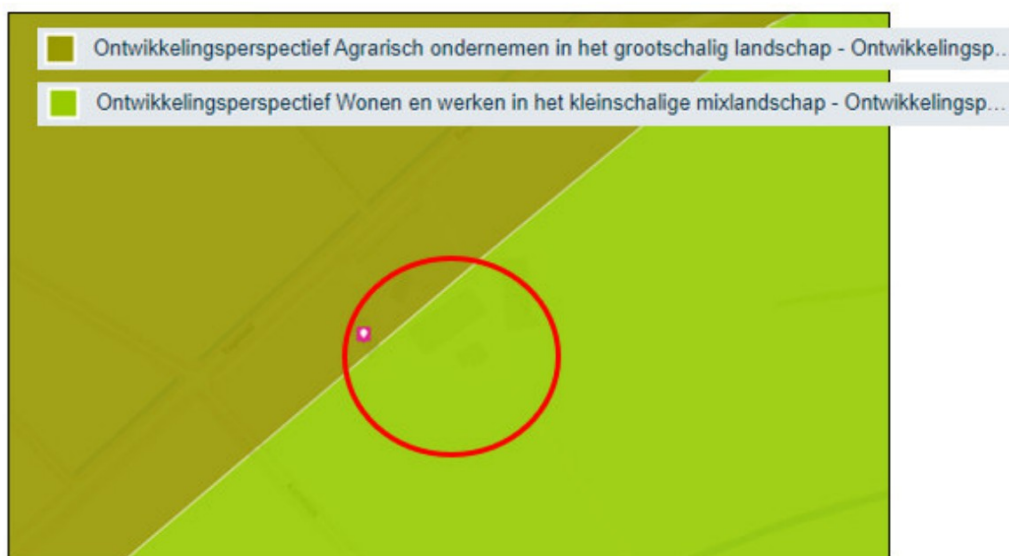 Ontwikkelingsperspectief Agrarisch ondernemen in het grootschalig landschap - Ontwikkelingsp...
Ontwikkelingsperspectief Wonen en werken in het kleinschalige mixlandschap - Ontwikkelingsp...